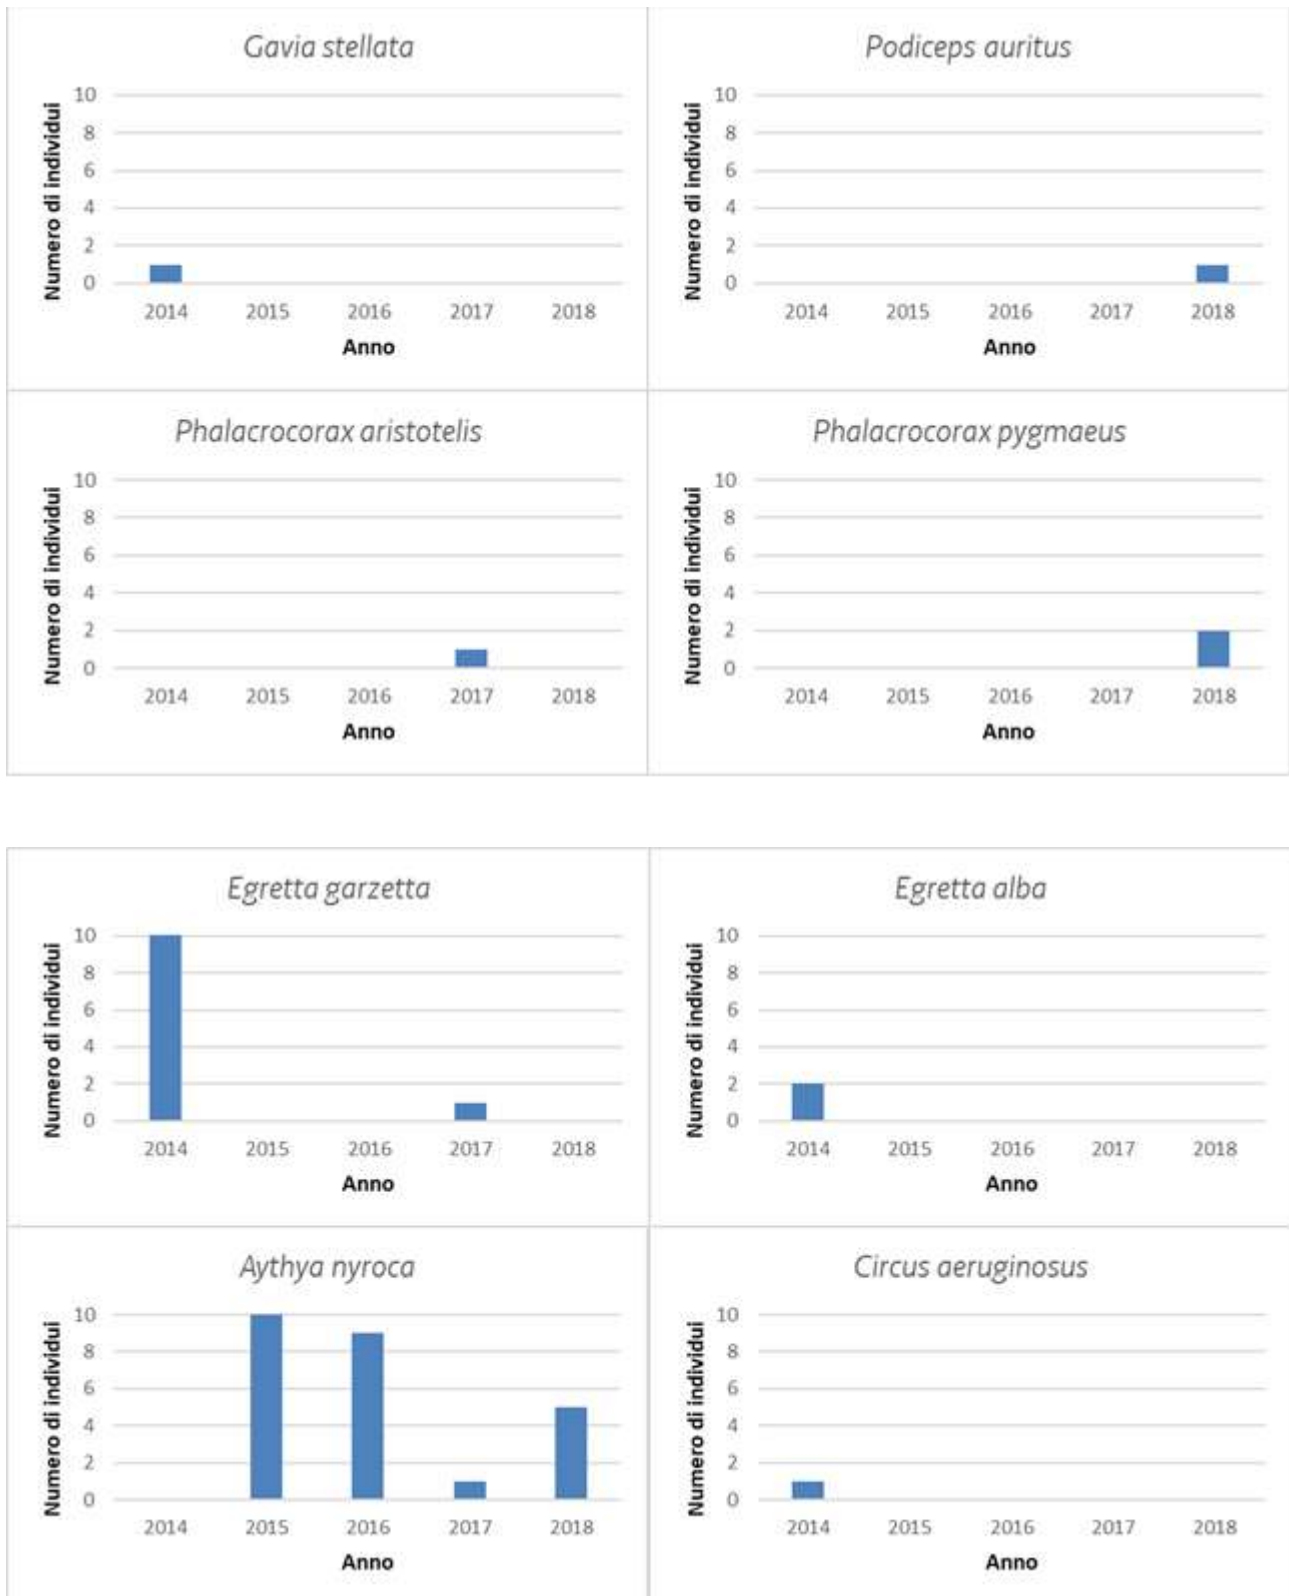 Gavia stellata
Numero di individui
10
8
6
4
2
0
2014 2015 2016 2017 2018
Anno
Podiceps auritus
Numero di individui
10
8
6
4
2
0
2014 2015 2016 2017 2018
Anno
Phalacrocorax aristotelis
Numero di individui
10
8
6
4
2
0
2014 2015 2016 2017 2018
Anno
Phalacrocorax pygmaeus
Numero di individui
10
8
6
4
2
0
2014 2015 2016 2017 2018
Anno
Egretta garzetta
Numero di individui
10
8
6
4
2
0
2014 2015 2016 2017 2018
Anno
Egretta alba
Numero di individui
10
8
6
4
2
0
2014 2015 2016 2017 2018
Anno
Aythya nyroca
Numero di individui
10
8
6
4
2
0
2014 2015 2016 2017 2018
Anno
Circus aeruginosus
Numero di individui
10
8
6
4
2
0
2014 2015 2016 2017 2018
Anno